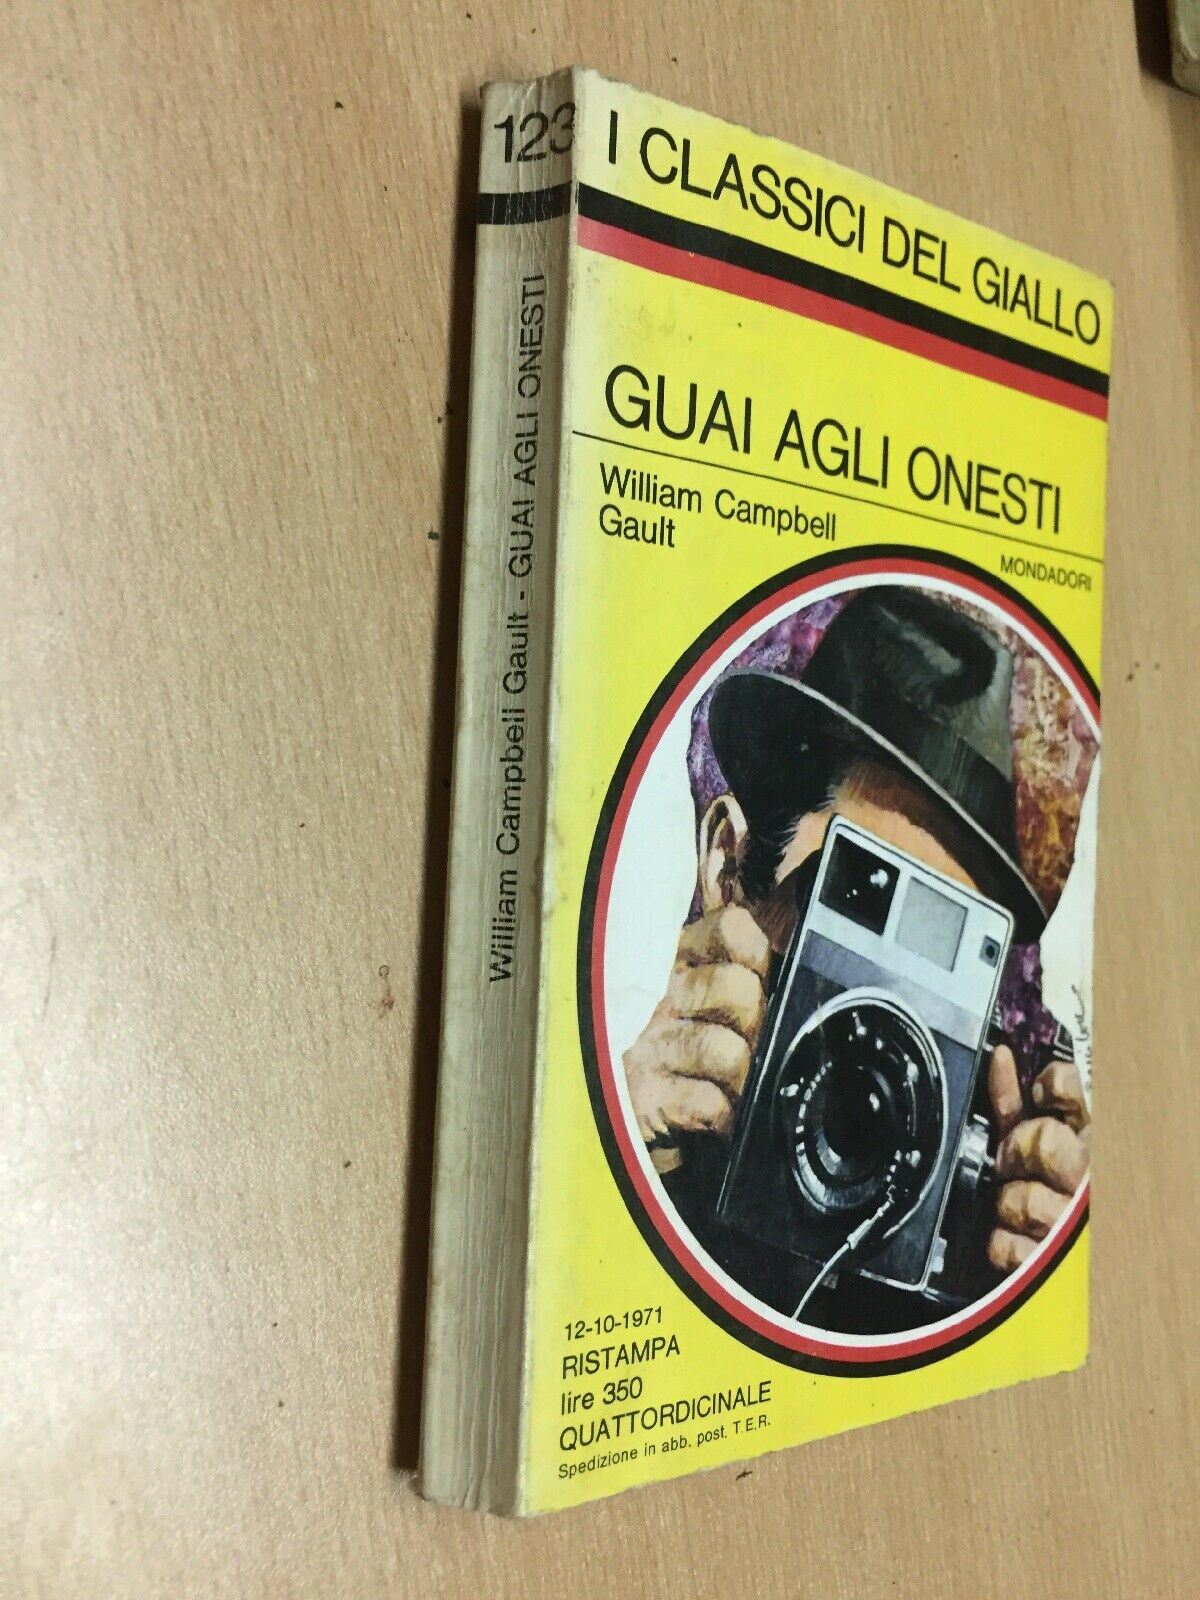 123
William Campbell Gault - GUAI AGLI ONESTI
I CLASSICI DEL GIALLO
GUAI AGLI ONESTI
William Campbell
Gault
MONDADORI
12-10-1971
RISTAMPA
lire 350
QUATTORDICINALE
Spedizione in abb. post. T.E.R.